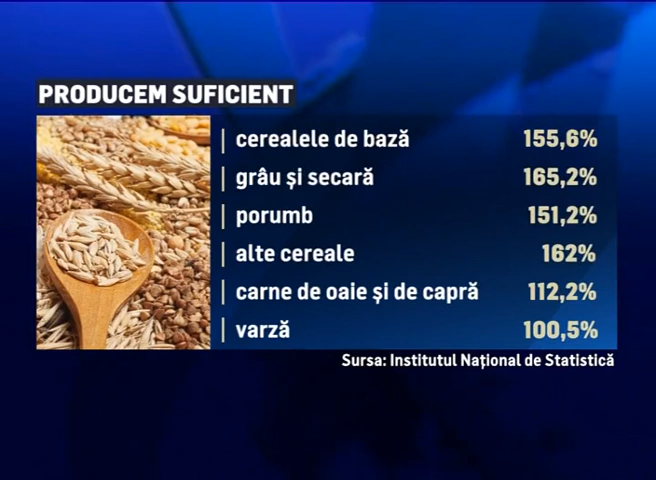 PRODUCEM SUFICIENT
cerealele de bază 155,6%
grâu și secară 165,2%
porumb 151,2%
alte cereale 162%
carne de oaie și de capră 112,2%
varză 100,5%
Sursa: Institutul Național de Statistică